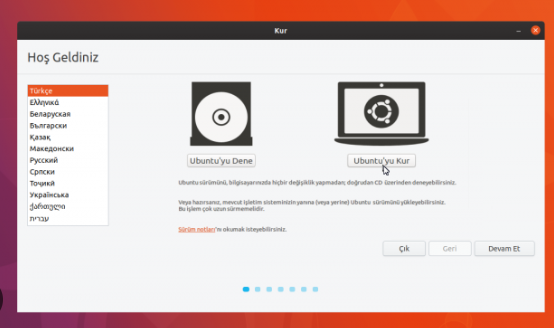 Kur
Hoş Geldiniz
Türkçe
Ελληνικά
Беларуская
Български
Қазақ
Македонски
Русский
Српски
Тоҷикӣ
Українська
ქართული
עברית
Ubuntu'yu Dene
Ubuntu'yu Kur
Ubuntu sürümünü, bilgisayarınızda hiçbir değişiklik yapmadan; doğrudan CD üzerinden deneyebilirsiniz.
Veya hazırsanız, mevcut işletim sisteminizin yanına (veya yerine) Ubuntu sürümünü yükleyebilirsiniz.
Bu işlem çok uzun sürmemelidir.
Sürüm notları'nı okumak isteyebilirsiniz.
Çık
Geri
Devam Et